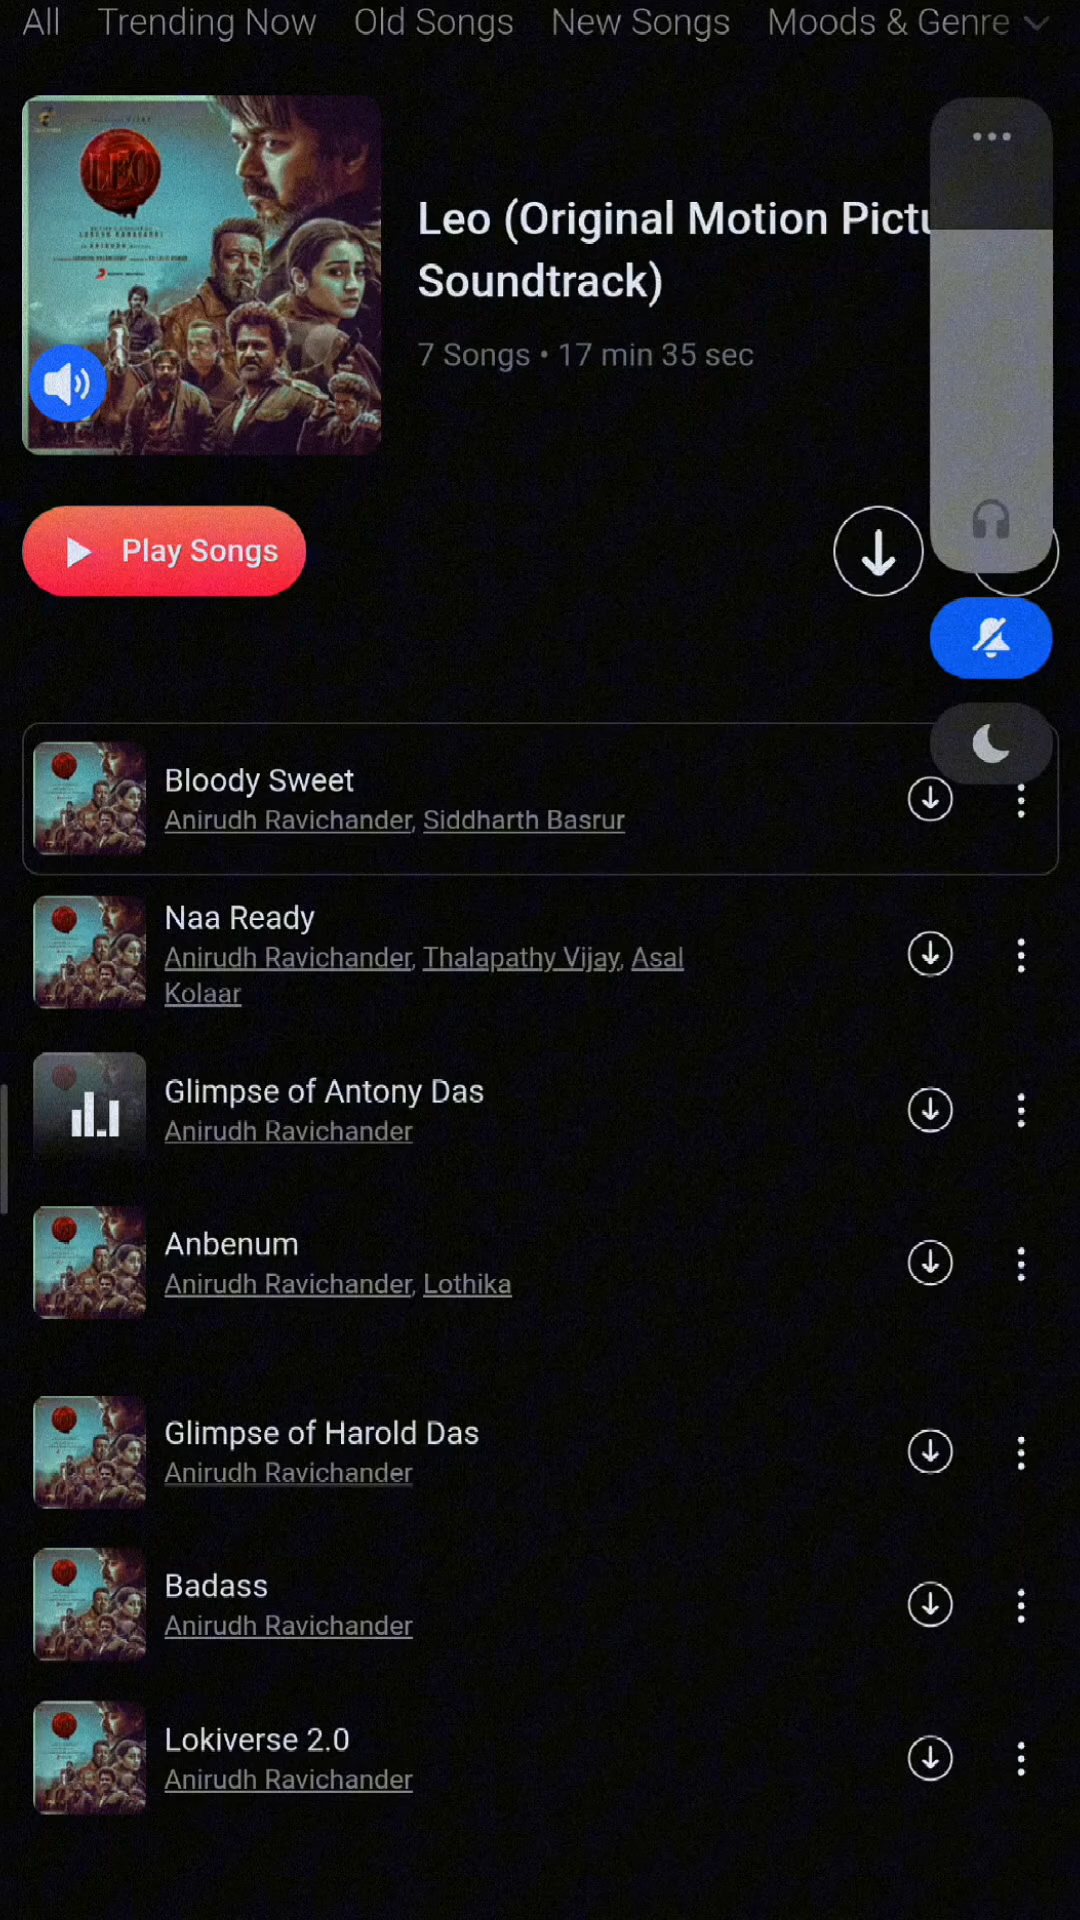 All Trending Now Old Songs New Songs Moods & Genre
LEO
Leo (Original Motion Pictu
Soundtrack)
7 Songs • 17 min 35 sec
Play Songs
Bloody Sweet
Anirudh Ravichander, Siddharth Basrur
Naa Ready
Anirudh Ravichander, Thalapathy Vijay, Asal
Kolaar
Glimpse of Antony Das
Anirudh Ravichander
Anbenum
Anirudh Ravichander, Lothika
Glimpse of Harold Das
Anirudh Ravichander
Badass
Anirudh Ravichander
Lokiverse 2.0
Anirudh Ravichander